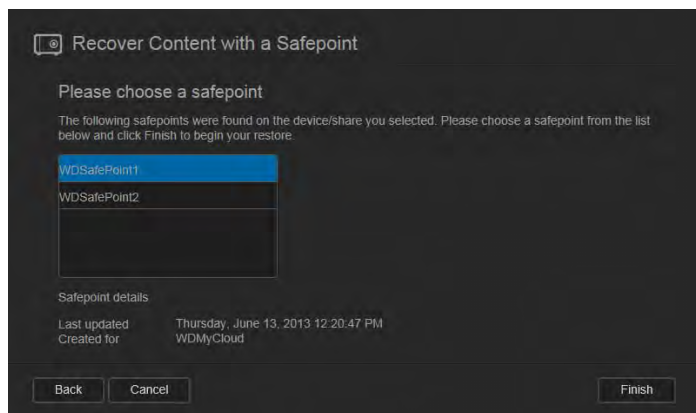 Recover Content with a Safepoint
Please choose a safepoint
The following safepoints were found on the device/share you selected. Please choose a safepoint from the list
below and click Finish to begin your restore.
WDSafePoint1
WDSafePoint2
Safepoint details
Last updated Thursday, June 13, 2013 12:20:47 PM
Created for WDMyCloud
Back Cancel Finish